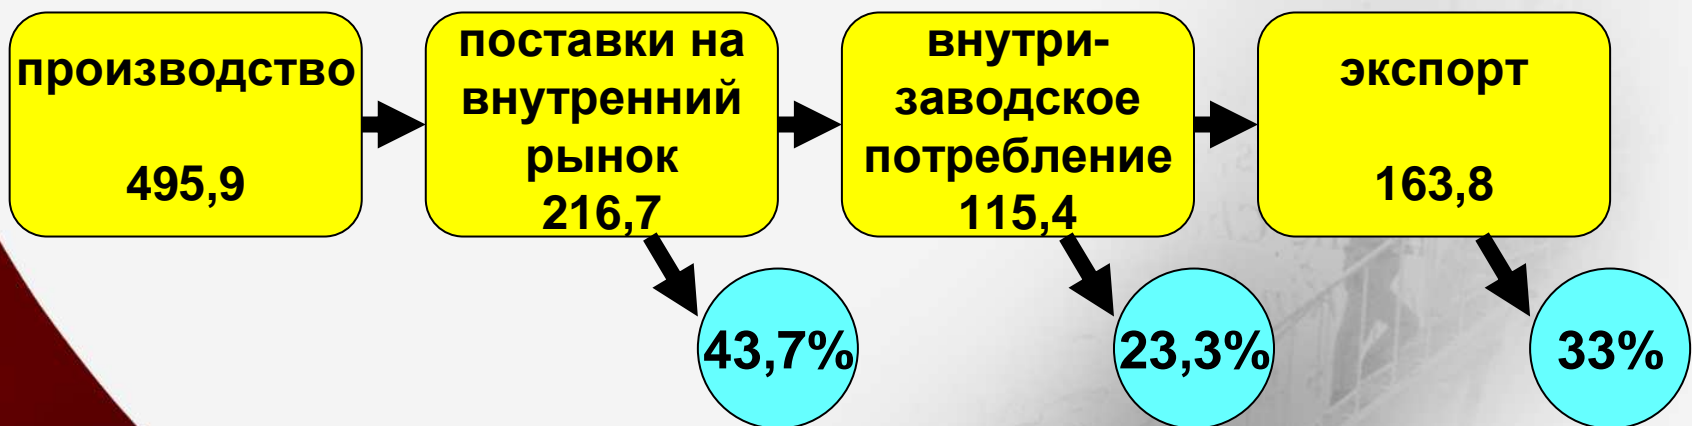 производство
495,9
поставки на
внутренний
рынок
216,7
внутри-
заводское
потребление
115,4
экспорт
163,8
43,7%
23,3%
33%